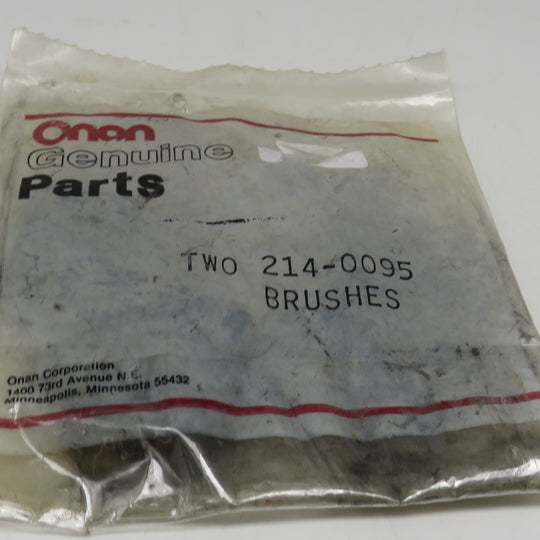 Onan
Genuine
Parts
TWO 214-0095
BRUSHES
Onan Corporation
1400 73rd Avenue N.E.
Minneapolis, Minnesota 55432